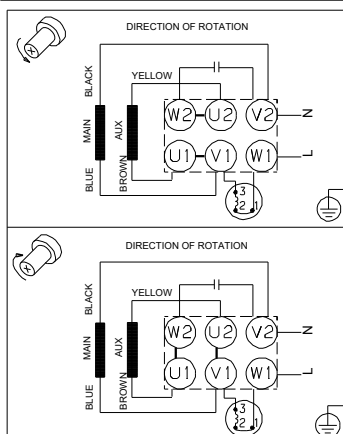 DIRECTION OF ROTATION
BLACK
YELLOW
MAIN
AUX
W2 U2 V2 N
U1 V1 W1 L
BLUE
BROWN
3
2 1
DIRECTION OF ROTATION
BLACK
YELLOW
MAIN
AUX
W2 U2 V2 N
U1 V1 W1 L
BLUE
BROWN
3
2 1